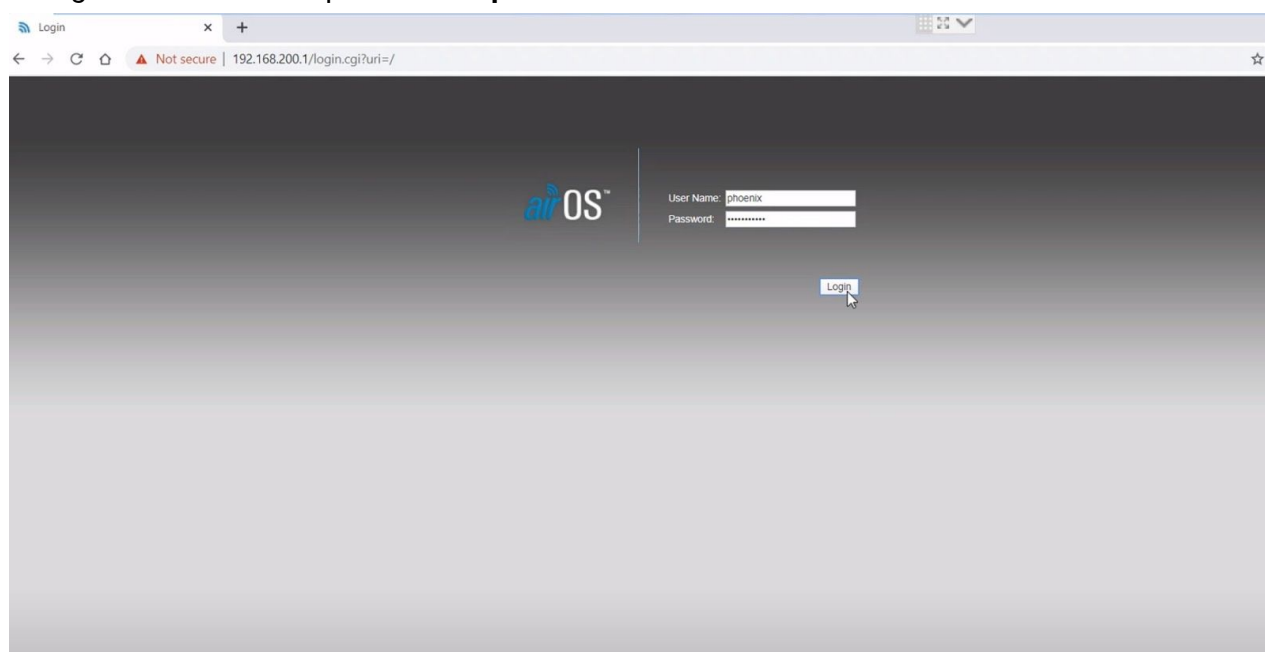 Login
Not secure | 192.168.200.1/login.cgi?uri=/
airOS™
User Name: phoenix
Password: •••••••••••
Login